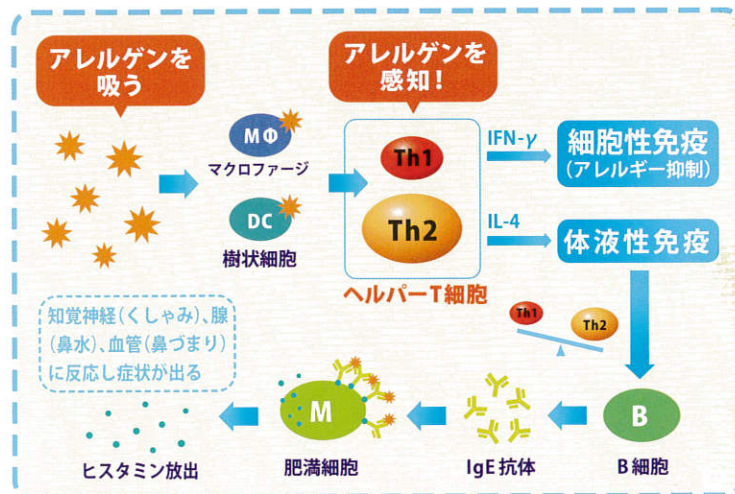 アレルゲンを
吸う
アレルゲンを
感知！
MΦ
マクロファージ
DC
樹状細胞
Th1
Th2
ヘルパーT細胞
IFN-γ
細胞性免疫
(アレルギー抑制)
IL-4
体液性免疫
Th1
Th2
B
B細胞
IgE抗体
M
肥満細胞
ヒスタミン放出
知覚神経(くしゃみ)、腺
(鼻水)、血管(鼻づまり)
に反応し症状が出る